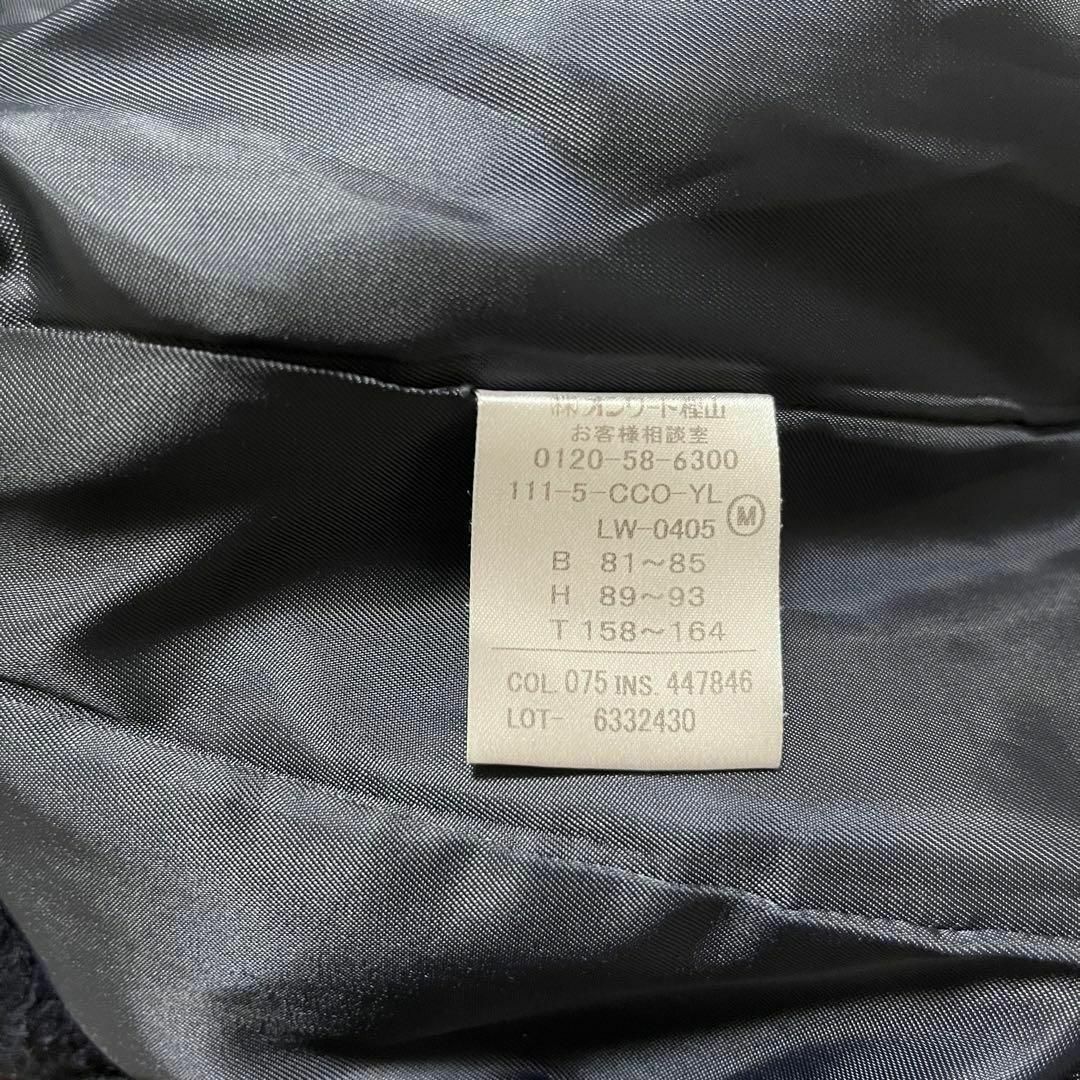 ㈱オンワード樫山
お客様相談室
0120-58-6300
111-5-CCO-YL
LW-0405 Ⓜ
B 81～85
H 89～93
T 158～164
COL. 075 INS. 447846
LOT- 6332430